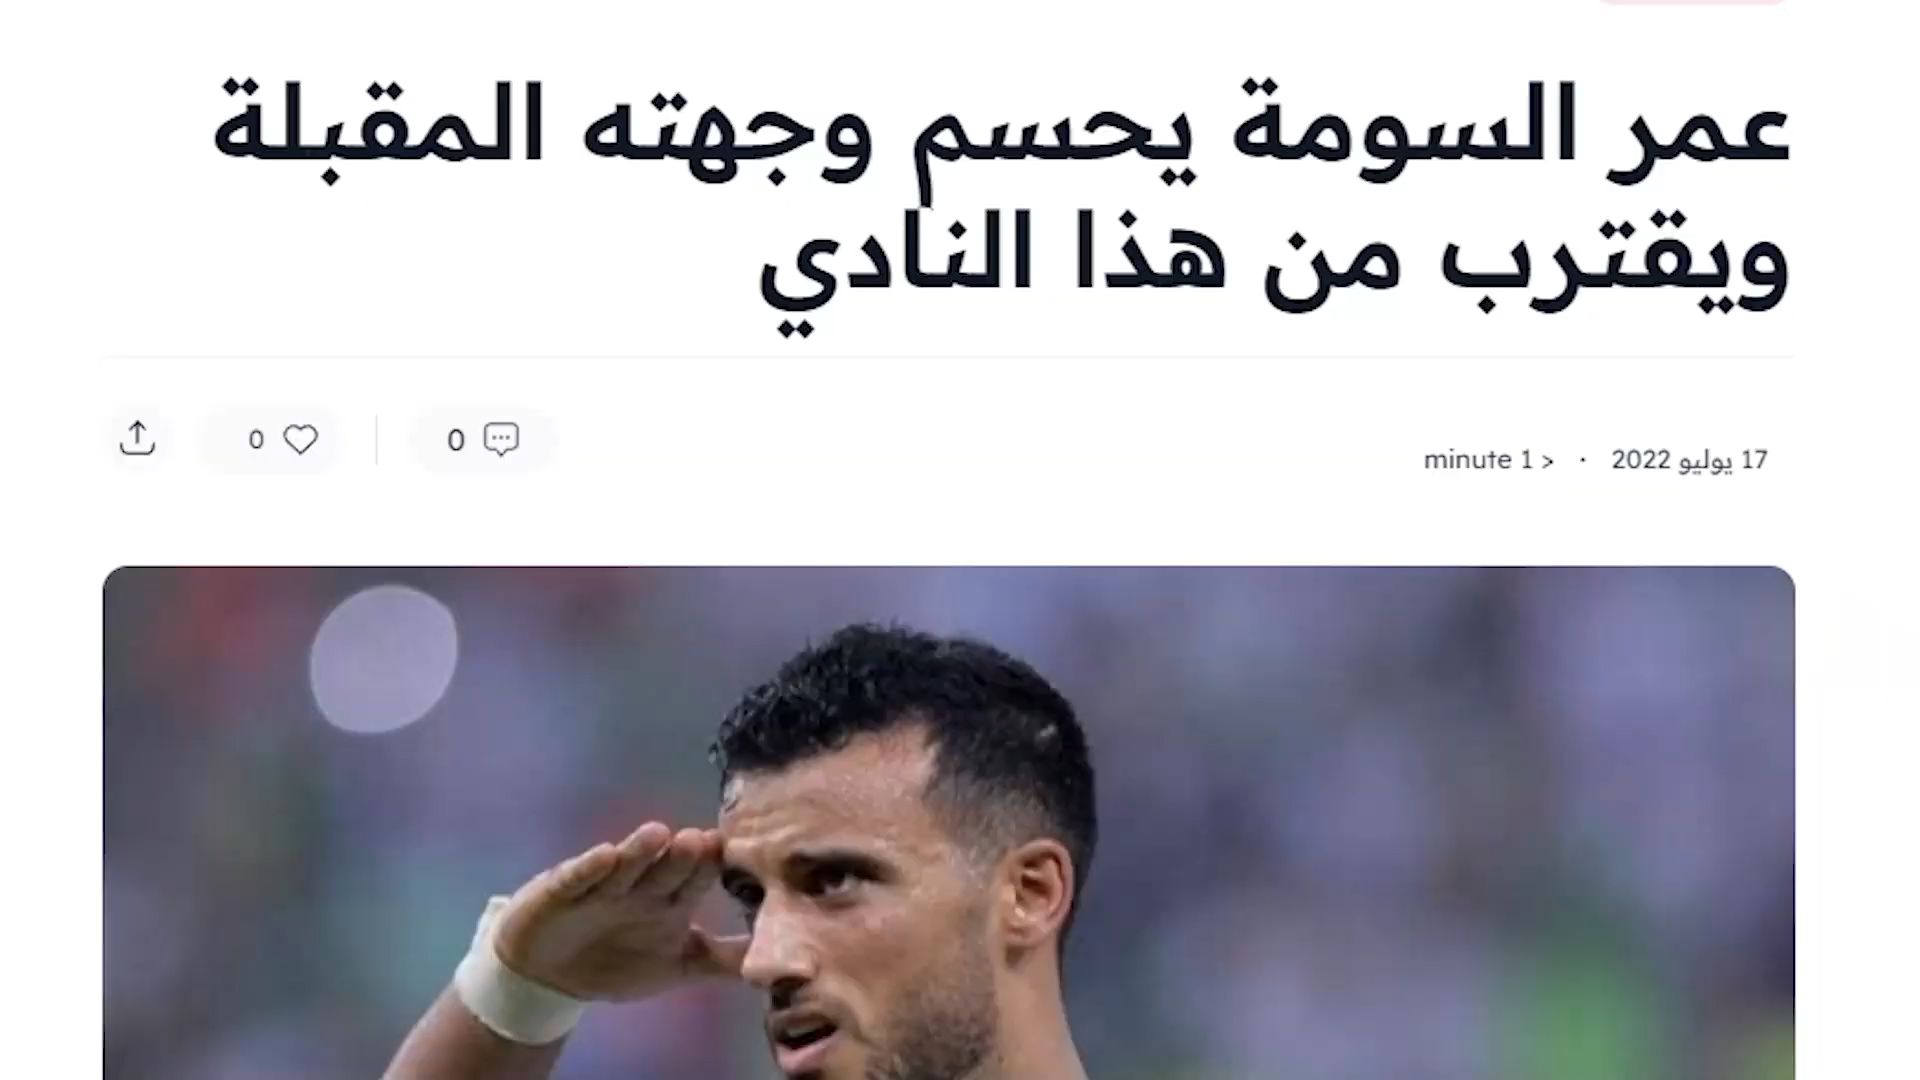 عمر السومة يحسم وجهته المقبلة
ويقترب من هذا النادي
17 يوليو 2022 · < 1 minute
0 0